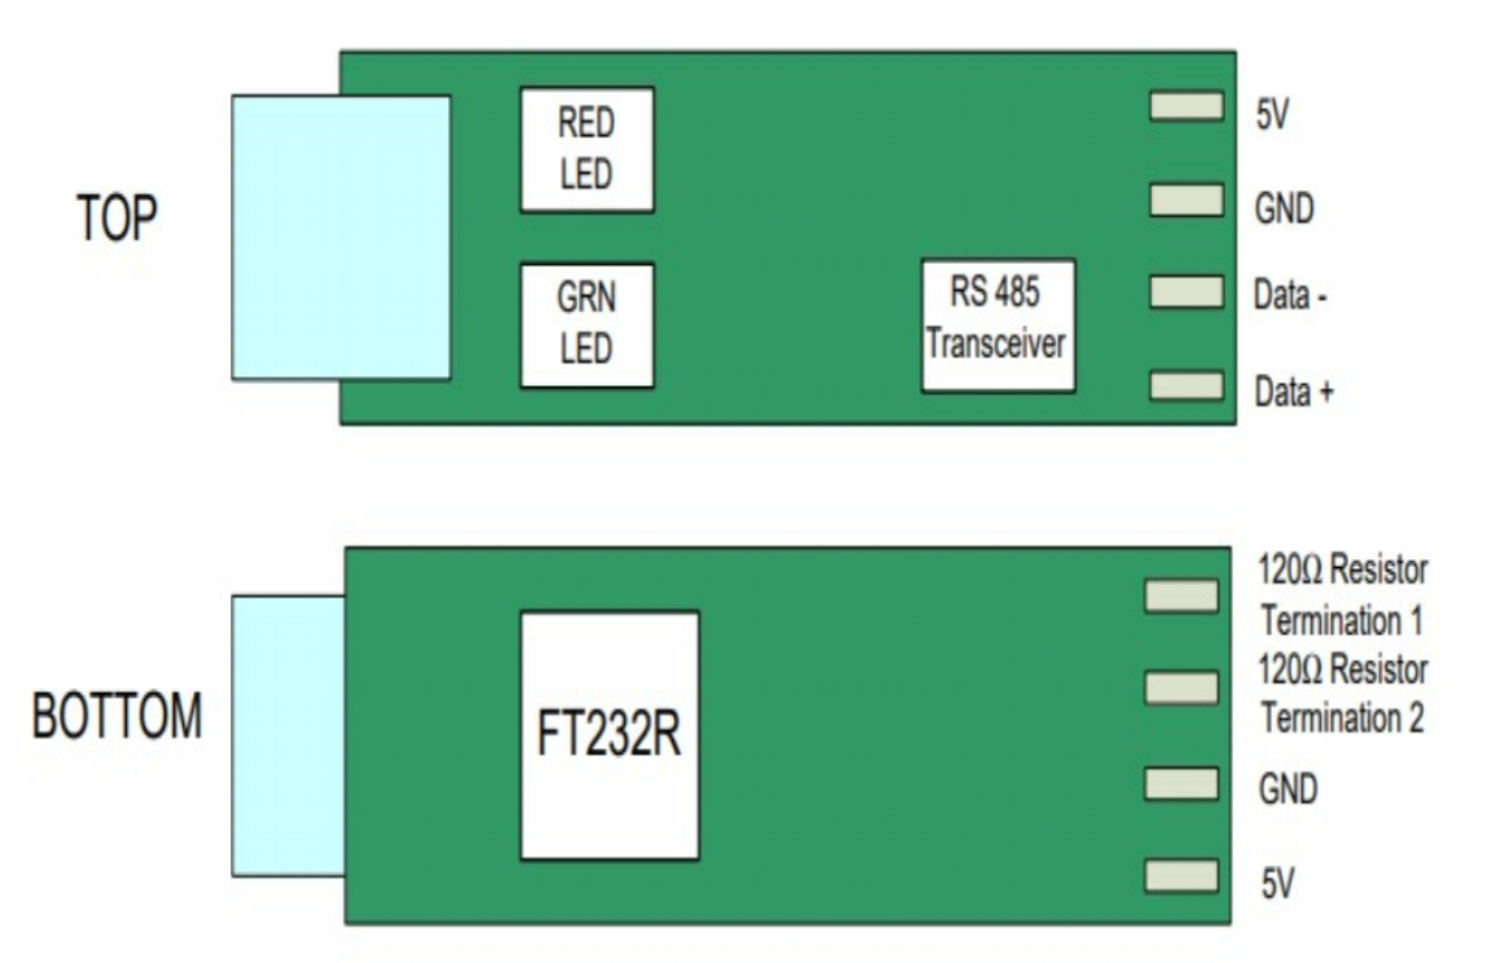 TOP
RED
LED
GRN
LED
RS 485
Transceiver
5V
GND
Data -
Data +
BOTTOM
FT232R
120Ω Resistor
Termination 1
120Ω Resistor
Termination 2
GND
5V